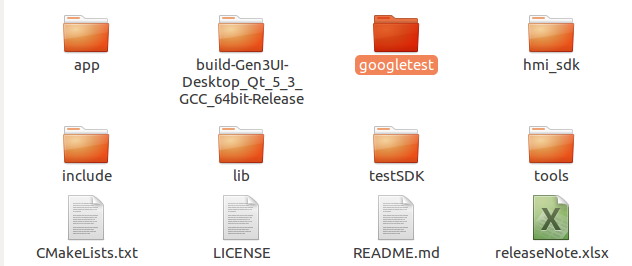 app
build-Gen3UI-
Desktop_Qt_5_3_
GCC_64bit-Release
googletest
hmi_sdk
include
lib
testSDK
tools
CMakeLists.txt
LICENSE
README.md
releaseNote.xlsx